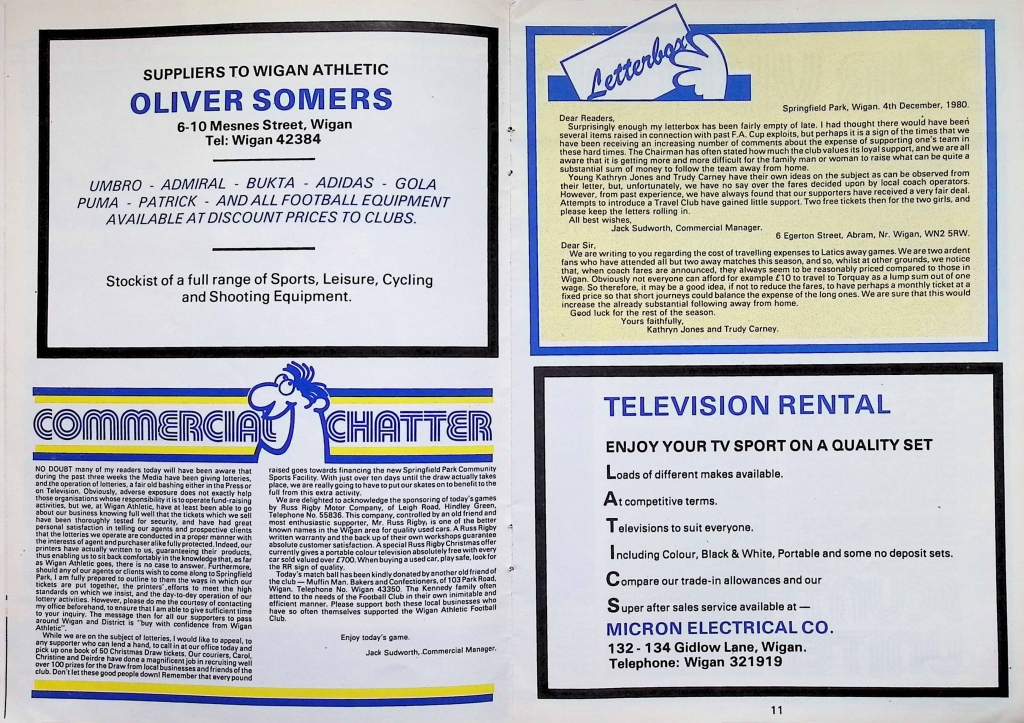 SUPPLIERS TO WIGAN ATHLETIC
OLIVER SOMERS
6-10 Mesnes Street, Wigan
Tel: Wigan 42384
UMBRO - ADMIRAL - BUKTA - ADIDAS - GOLA
PUMA - PATRICK - AND ALL FOOTBALL EQUIPMENT
AVAILABLE AT DISCOUNT PRICES TO CLUBS.
Stockist of a full range of Sports, Leisure, Cycling
and Shooting Equipment.
COMMERCIAL CHATTER
NO DOUBT many of my readers today will have been aware that
during the past three weeks the Media have been giving lotteries,
and the operation of lotteries, a fair old bashing either in the Press
or on Television. Obviously, adverse exposure does not exactly help
those organisations whose responsibility it is to operate fund-raising
activities, but we, at Wigan Athletic, have at least been able to go
about our business knowing full well that the tickets which we sell
have been thoroughly tested for security, and have had great
personal satisfaction in telling our agents and prospective clients
that the lotteries we operate are conducted in a proper manner with
the interests of agent and purchaser alike fully protected. Indeed, our
printers have actually written to us, guaranteeing their products,
thus enabling us to sit back comfortably in the knowledge that, as far
as Wigan Athletic goes, there is no case to answer. Furthermore,
should any of our agents or clients wish to come along to Springfield
Park, I am fully prepared to outline to them the ways in which our
tickets are put together, the printers' efforts to meet the high
standards on which we insist, and the day-to-day operation of our
lottery activities. However, please do me the courtesy of contacting
my office beforehand, to ensure that I am able to give sufficient time
to your inquiry. The message then for all our supporters to pass
around Wigan and District is "buy with confidence from Wigan
Athletic".
While we are on the subject of lotteries, I would like to appeal, to
any supporter who can lend a hand, to call in at our office today and
pick up one book of 50 Christmas Draw tickets. Our couriers, Carol,
Christine and Deirdre have done a magnificent job in recruiting well
over 100 prizes for the Draw from local businesses and friends of the
club. Don't let these good people down! Remember that every pound
raised goes towards financing the new Springfield Park Community
Sports Facility. With just over ten days until the draw actually takes
place, we are really going to have to put our skates on to benefit to the
full from this extra activity.
We are delighted to acknowledge the sponsoring of today's games
by Russ Rigby Motor Company, of Leigh Road, Hindley Green,
Telephone No. 55836. This company, controlled by an old friend and
most enthusiastic supporter, Mr. Russ Rigby, is one of the better
known names in the Wigan area for quality used cars. A Russ Rigby
written warranty and the back up of their own workshops guarantee
absolute customer satisfaction. A special Russ Rigby Christmas offer
currently gives a portable colour television absolutely free with every
car sold valued over £700. When buying a used car, play safe, look for
the RR sign of quality.
Today's match ball has been kindly donated by another old friend of
the club — Muffin Man. Bakers and Confectioners, of 103 Park Road,
Wigan. Telephone No. Wigan 43350. The Kennedy family often
attend to the needs of the Football Club in their own inimitable and
efficient manner. Please support both these local businesses who
have so often themselves supported the Wigan Athletic Football
Club.
Enjoy today's game.
Jack Sudworth, Commercial Manager.
Letterbox
Springfield Park, Wigan. 4th December, 1980.
Dear Readers,
Surprisingly enough my letterbox has been fairly empty of late. I had thought there would have been
several items raised in connection with past F.A. Cup exploits, but perhaps it is a sign of the times that we
have been receiving an increasing number of comments about the expense of supporting one's team in
these hard times. The Chairman has often stated how much the club values its loyal support, and we are all
aware that it is getting more and more difficult for the family man or woman to raise what can be quite a
substantial sum of money to follow the team away from home.
Young Kathryn Jones and Trudy Carney have their own ideas on the subject as can be observed from
their letter, but, unfortunately, we have no say over the fares decided upon by local coach operators.
However, from past experience, we have always found that our supporters have received a very fair deal.
Attempts to introduce a Travel Club have gained little support. Two free tickets then for the two girls, and
please keep the letters rolling in.
All best wishes,
Jack Sudworth, Commercial Manager.
6 Egerton Street, Abram, Nr. Wigan, WN2 5RW.
Dear Sir,
We are writing to you regarding the cost of travelling expenses to Latics away games. We are two ardent
fans who have attended all but two away matches this season, and so, whilst at other grounds, we notice
that, when coach fares are announced, they always seem to be reasonably priced compared to those in
Wigan. Obviously not everyone can afford for example £10 to travel to Torquay as a lump sum out of one
wage. So therefore, it may be a good idea, if not to reduce the fares, to have perhaps a monthly ticket at a
fixed price so that short journeys could balance the expense of the long ones. We are sure that this would
increase the already substantial following away from home.
Good luck for the rest of the season.
Yours faithfully,
Kathryn Jones and Trudy Carney.
TELEVISION RENTAL
ENJOY YOUR TV SPORT ON A QUALITY SET
Loads of different makes available.
At competitive terms.
Televisions to suit everyone.
Including Colour, Black & White, Portable and some no deposit sets.
Compare our trade-in allowances and our
Super after sales service available at —
MICRON ELECTRICAL CO.
132 - 134 Gidlow Lane, Wigan.
Telephone: Wigan 321919
11